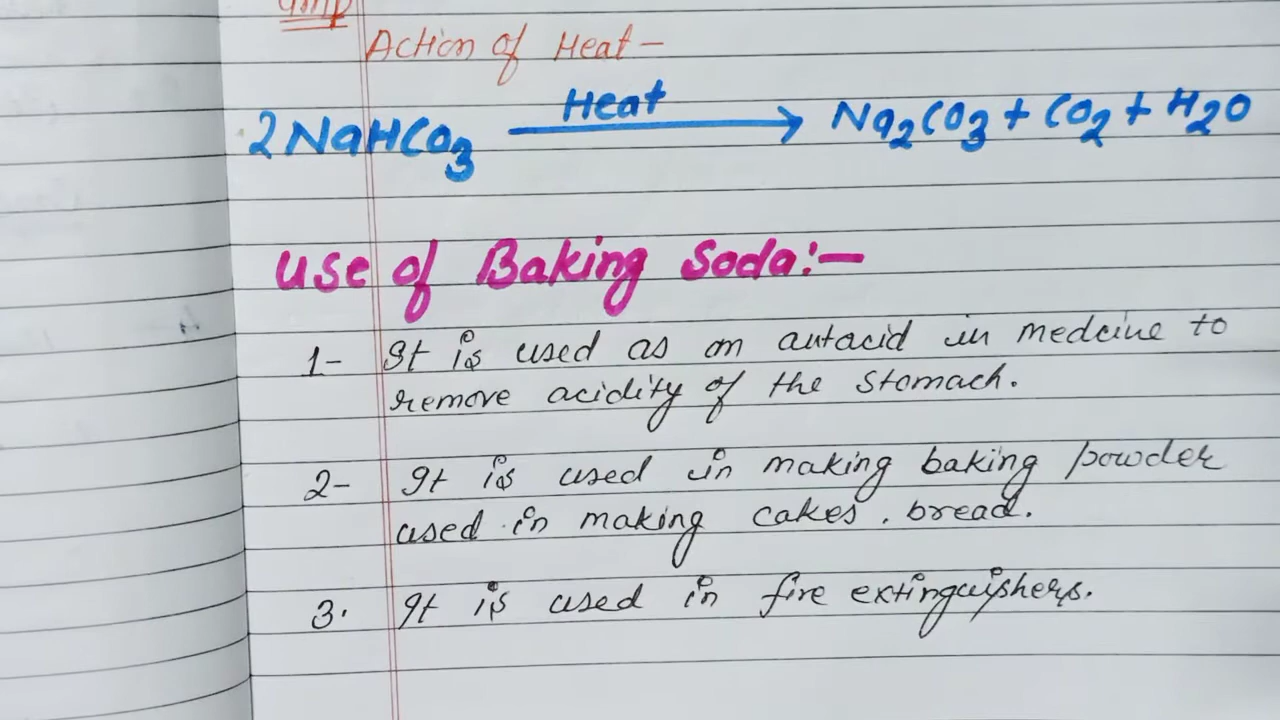 Action of Heat-
2NaHCO3 Heat → Na2CO3 + CO2 + H2O
Use of Baking Soda:-
1- It is used as an antacid in medcine to
remove acidity of the stomach.
2- It is used in making baking powder
used in making cakes, bread.
3. It is used in fire extinguishers.